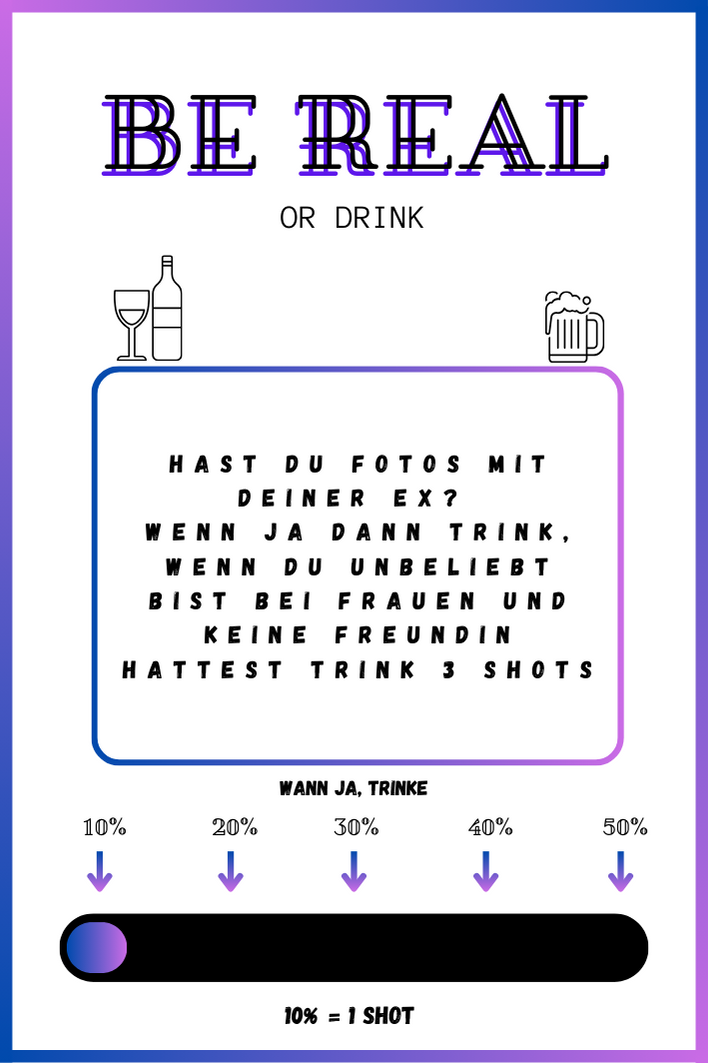 BE REAL
OR DRINK
HAST DU FOTOS MIT
DEINER EX?
WENN JA DANN TRINK,
WENN DU UNBELIEBT
BIST BEI FRAUEN UND
KEINE FREUNDIN
HATTEST TRINK 3 SHOTS
WANN JA, TRINKE
10% 20% 30% 40% 50%
10% = 1 SHOT